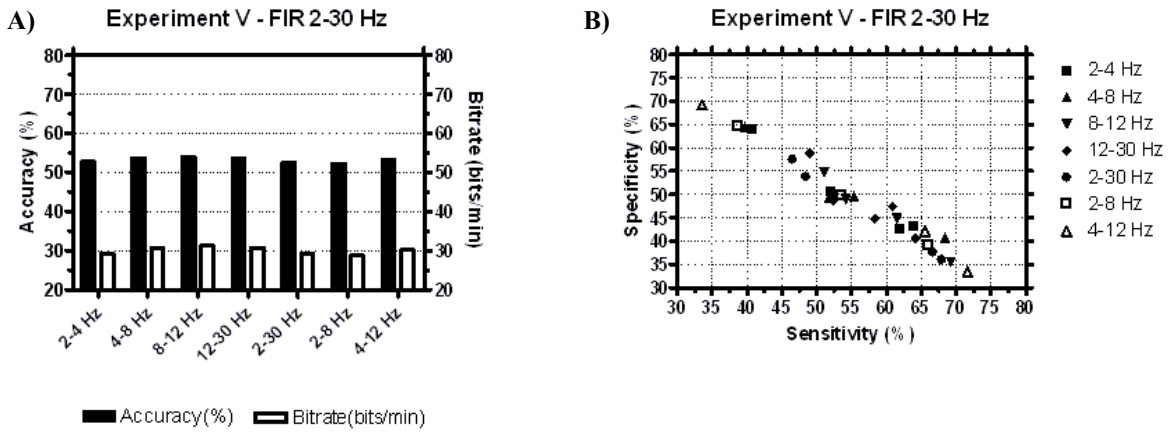 A)
Experiment V - FIR 2-30 Hz
Accuracy (%)
80
70
60
50
40
30
20
80
70
60
50
40
30
20
Bitrate (bits/min)
2-4 Hz
4-8 Hz
8-12 Hz
12-30 Hz
2-30 Hz
2-8 Hz
4-12 Hz
Accuracy(%)
Bitrate(bits/min)
B)
Experiment V - FIR 2-30 Hz
Specificity (%)
80
75
70
65
60
55
50
45
40
35
30
30 35 40 45 50 55 60 65 70 75 80
Sensitivity (%)
2-4 Hz
4-8 Hz
8-12 Hz
12-30 Hz
2-30 Hz
2-8 Hz
4-12 Hz